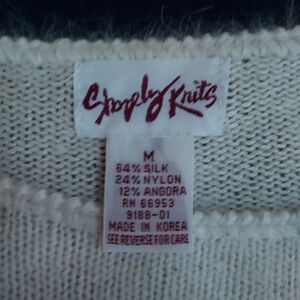 Shapely Knits
M
64% SILK
24% NYLON
12% ANGORA
RN 66953
9188-01
MADE IN KOREA
SEE REVERSE FOR CARE